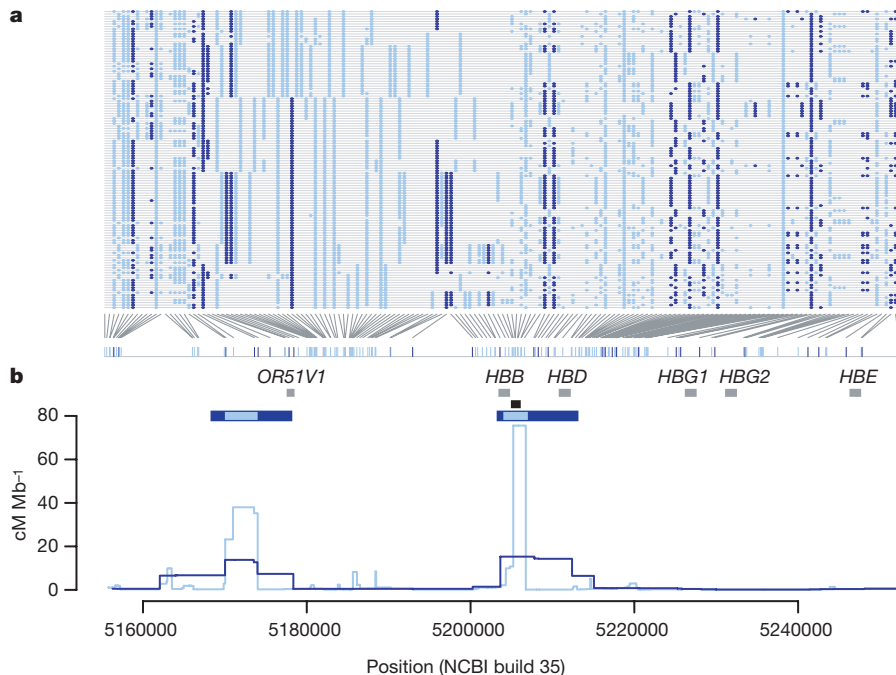 a
b
OR51V1 HBB HBD HBG1 HBG2 HBE
80
60
40
20
0
cM Mb⁻¹
5160000 5180000 5200000 5220000 5240000
Position (NCBI build 35)